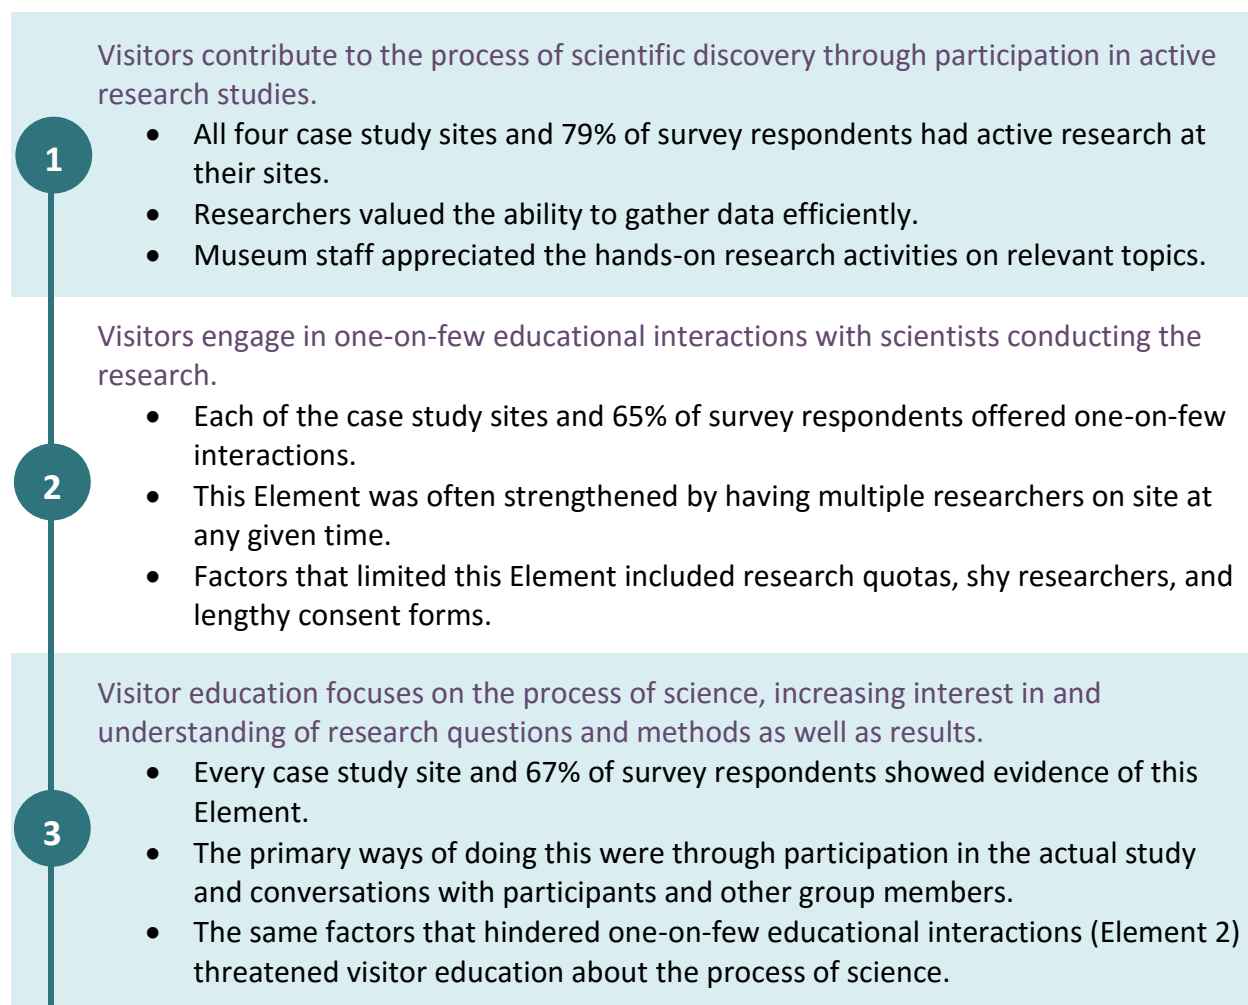 Visitors contribute to the process of scientific discovery through participation in active
research studies.
1
• All four case study sites and 79% of survey respondents had active research at
their sites.
• Researchers valued the ability to gather data efficiently.
• Museum staff appreciated the hands-on research activities on relevant topics.
Visitors engage in one-on-few educational interactions with scientists conducting the
research.
2
• Each of the case study sites and 65% of survey respondents offered one-on-few
interactions.
• This Element was often strengthened by having multiple researchers on site at
any given time.
• Factors that limited this Element included research quotas, shy researchers, and
lengthy consent forms.
Visitor education focuses on the process of science, increasing interest in and
understanding of research questions and methods as well as results.
3
• Every case study site and 67% of survey respondents showed evidence of this
Element.
• The primary ways of doing this were through participation in the actual study
and conversations with participants and other group members.
• The same factors that hindered one-on-few educational interactions (Element 2)
threatened visitor education about the process of science.